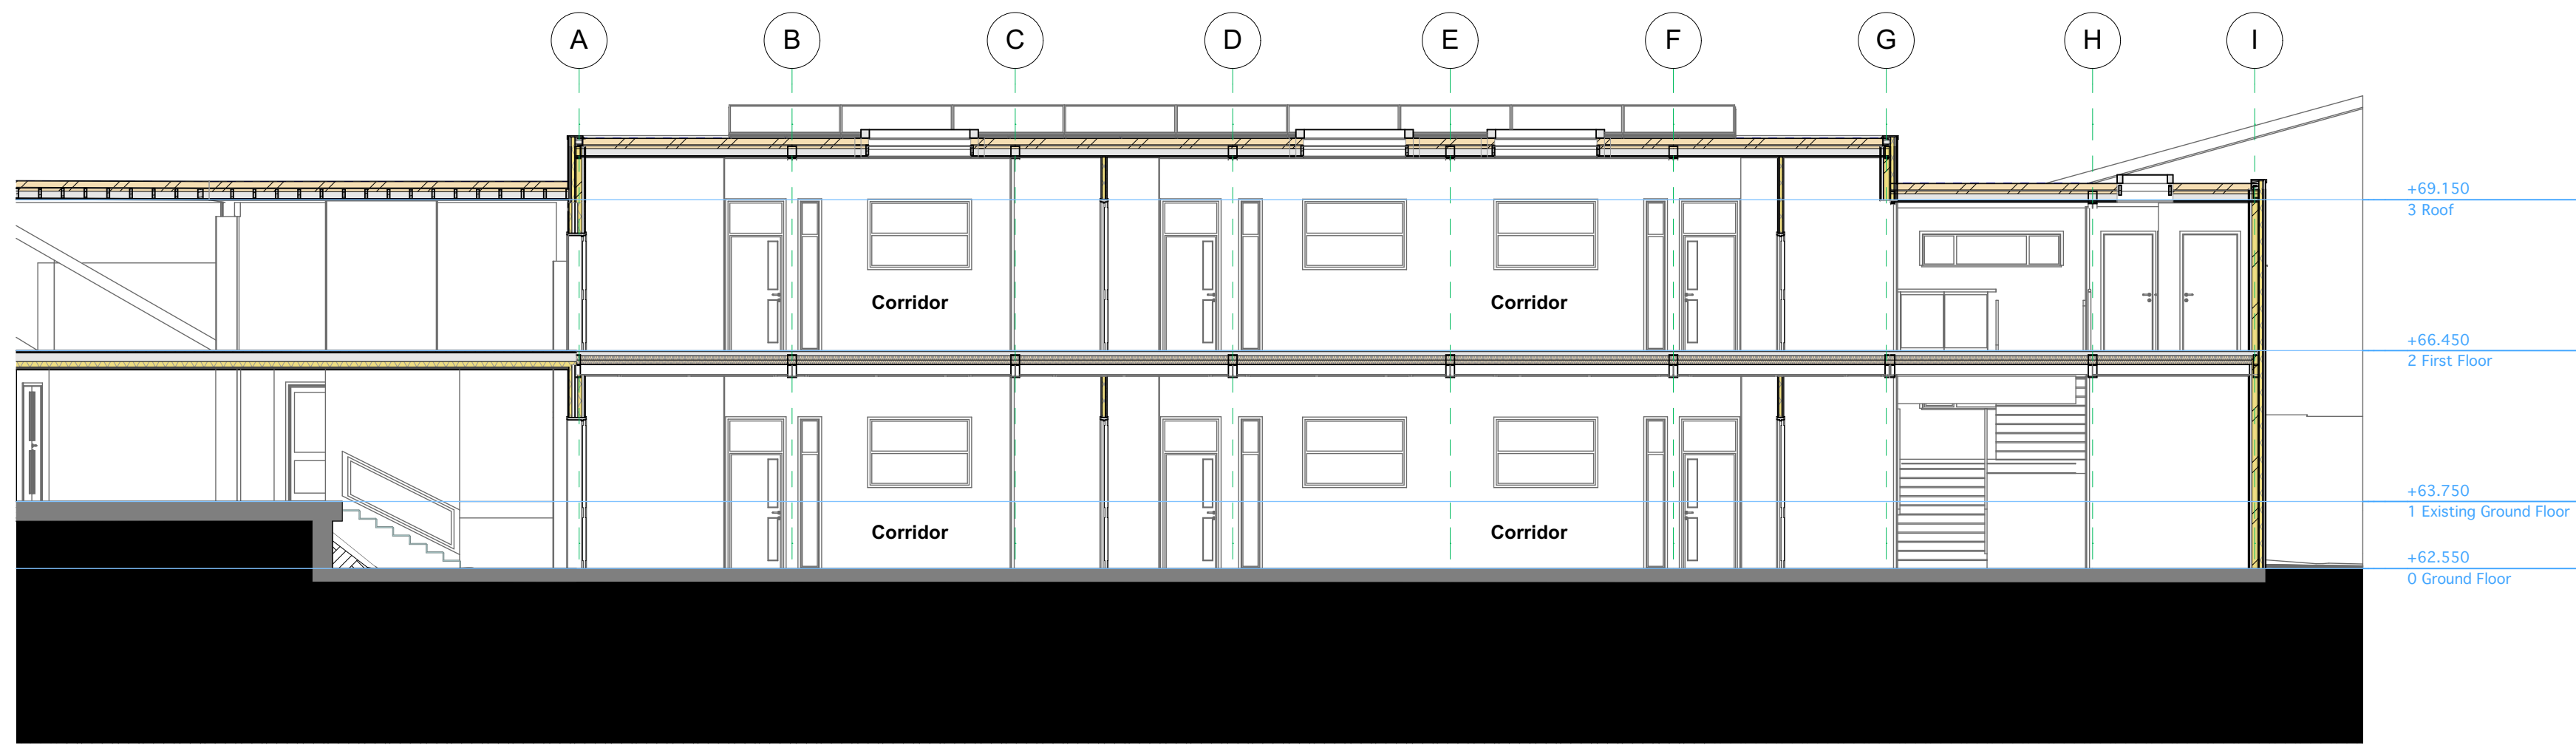 A B C D E F G H I
+69.150
3 Roof
Corridor Corridor
+66.450
2 First Floor
+63.750
1 Existing Ground Floor
Corridor Corridor
+62.550
0 Ground Floor